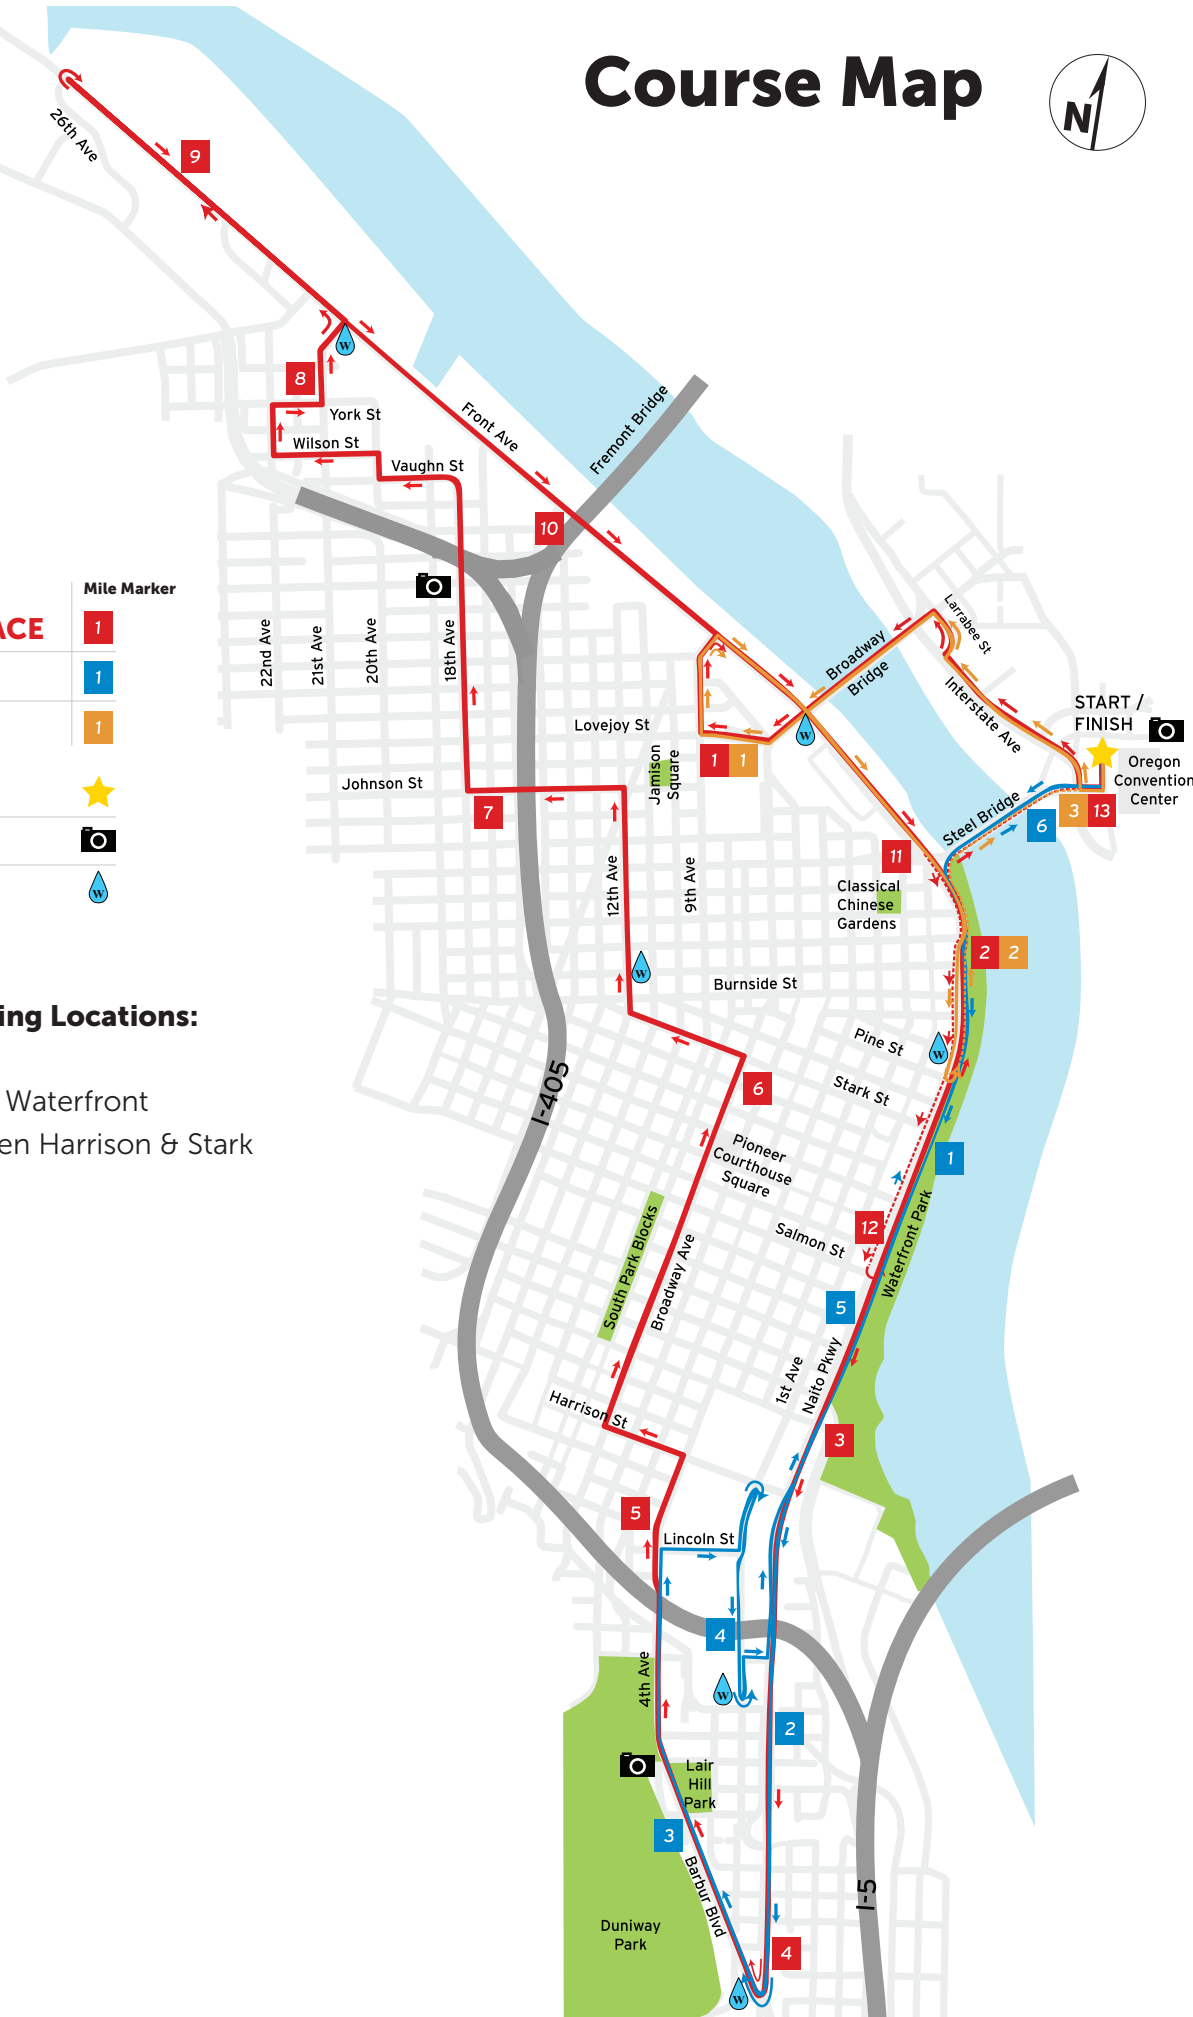 Course Map
N
26th Ave
9
W
8
York St
Wilson St
Vaughn St
Front Ave
Fremont Bridge
10
Mile Marker
ACE
1
1
1
W
22nd Ave
21st Ave
20th Ave
18th Ave
Larrabee St
Broadway
Bridge
Interstate Ave
START /
FINISH
Oregon
Convention
Center
Lovejoy St
W
1
1
Jamison
Square
Johnson St
7
Steel Bridge
6
3
13
12th Ave
9th Ave
11
Classical
Chinese
Gardens
2
2
W
Burnside St
ing Locations:
Waterfront
en Harrison & Stark
I-405
Pine St
W
Stark St
6
Pioneer
Courthouse
Square
1
South Park Blocks
Broadway Ave
Salmon St
12
Waterfront Park
5
1st Ave
Naito Pkwy
Harrison St
3
5
Lincoln St
4
4th Ave
W
2
Lair
Hill
Park
3
Barbur Blvd
I-5
Duniway
Park
4
W